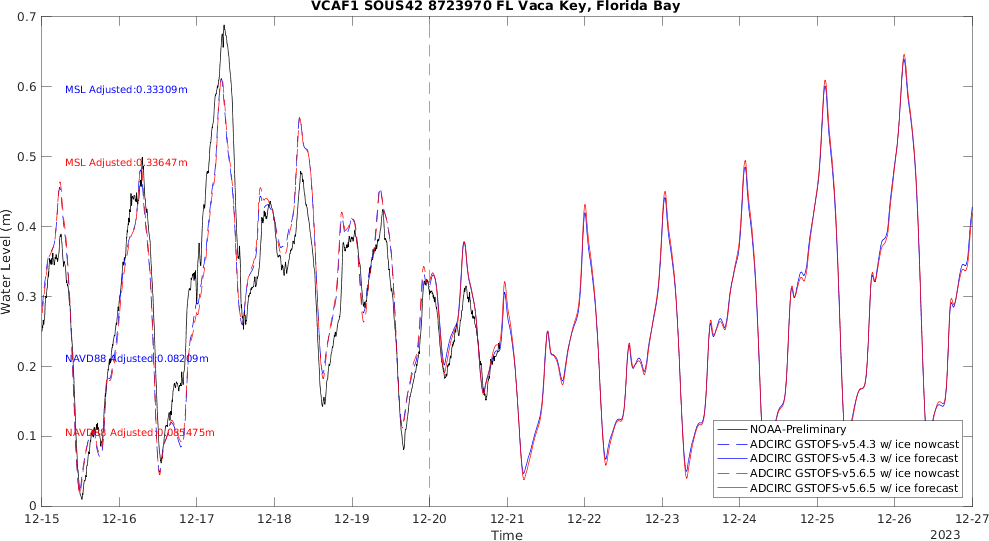 VCAF1 SOUS42 8723970 FL Vaca Key, Florida Bay
Water Level (m)
0.7
0.6
0.5
0.4
0.3
0.2
0.1
0
MSL Adjusted:0.33309m
MSL Adjusted:0.33647m
NAVD88 Adjusted:0.08209m
NAVD88 Adjusted:0.085475m
NOAA-Preliminary
ADCIRC GSTOFS-v5.4.3 w/ ice nowcast
ADCIRC GSTOFS-v5.4.3 w/ ice forecast
ADCIRC GSTOFS-v5.6.5 w/ ice nowcast
ADCIRC GSTOFS-v5.6.5 w/ ice forecast
12-15 12-16 12-17 12-18 12-19 12-20 12-21 12-22 12-23 12-24 12-25 12-26 12-27
Time
2023